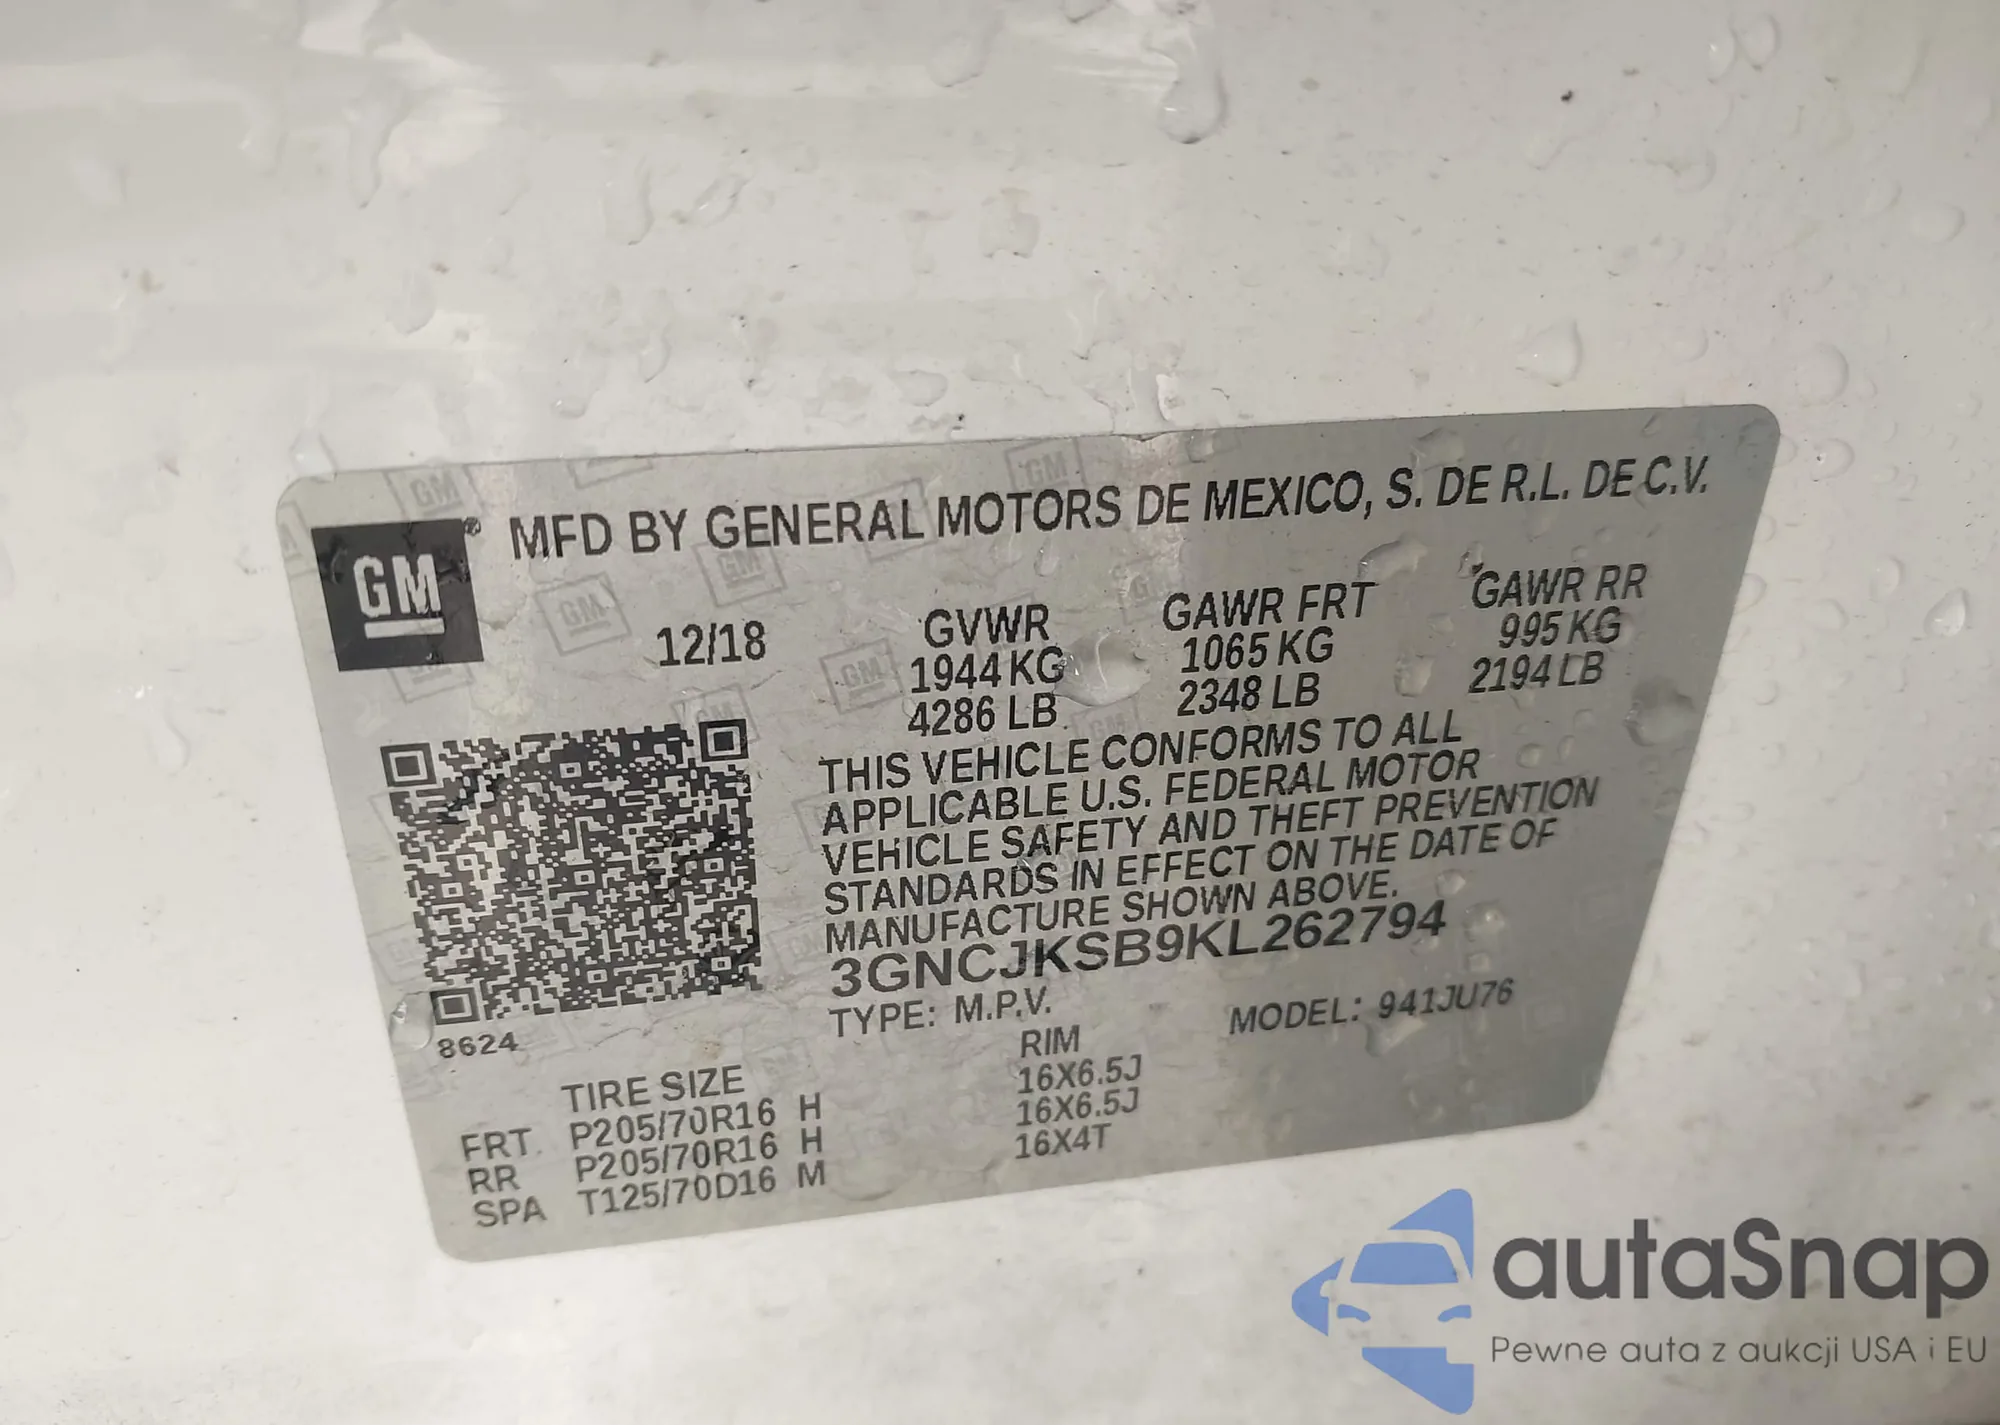 GM® MFD BY GENERAL MOTORS DE MEXICO, S. DE R.L. DE C.V.
12/18 GVWR GAWR FRT GAWR RR
1944 KG 1065 KG 995 KG
4286 LB 2348 LB 2194 LB
THIS VEHICLE CONFORMS TO ALL
APPLICABLE U.S. FEDERAL MOTOR
VEHICLE SAFETY AND THEFT PREVENTION
STANDARDS IN EFFECT ON THE DATE OF
MANUFACTURE SHOWN ABOVE.
3GNCJKSB9KL262794
TYPE: M.P.V. MODEL: 941JU76
8624
TIRE SIZE RIM
FRT P205/70R16 H 16X6.5J
RR P205/70R16 H 16X6.5J
SPA T125/70D16 M 16X4T
autaSnap
Pewne auta z aukcji USA i EU